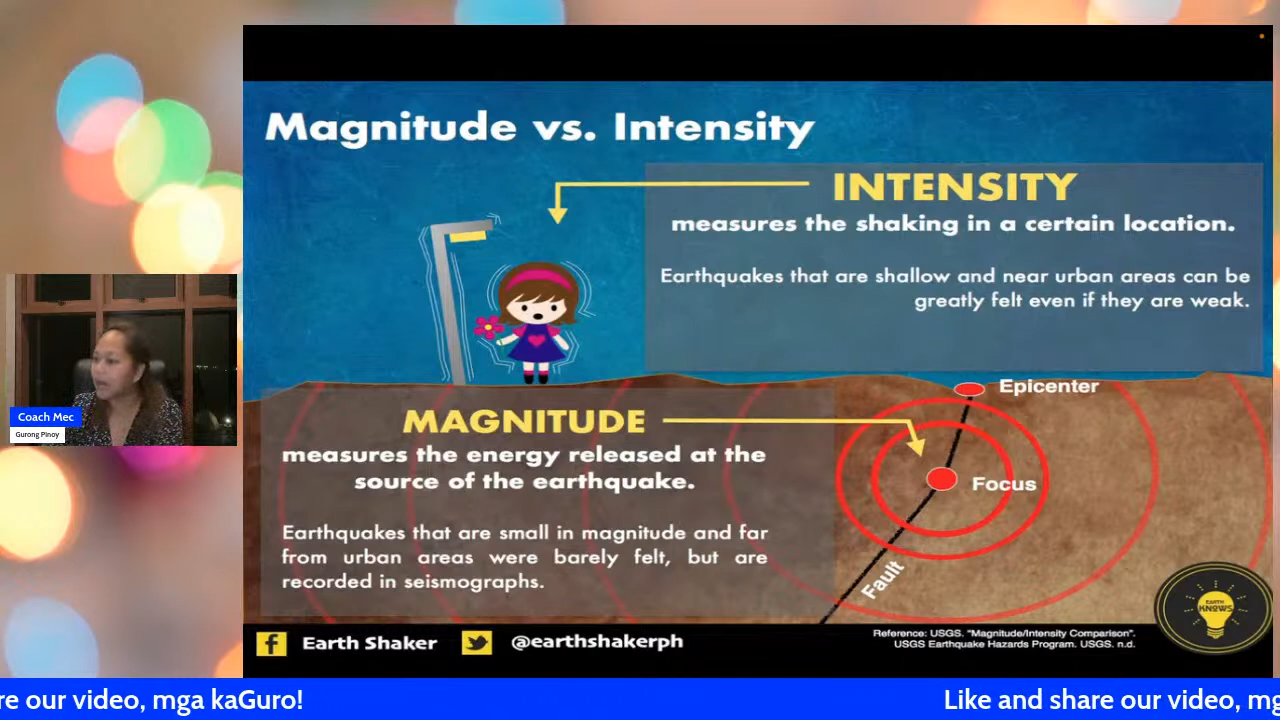 Magnitude vs. Intensity
INTENSITY
measures the shaking in a certain location.
Earthquakes that are shallow and near urban areas can be
greatly felt even if they are weak.
Epicenter
MAGNITUDE
measures the energy released at the
source of the earthquake.
Focus
Earthquakes that are small in magnitude and far
from urban areas were barely felt, but are
recorded in seismographs.
Fault
EARTH
KNOWS
Earth Shaker
@earthshakerph
Reference: USGS. "Magnitude/Intensity Comparison".
USGS Earthquake Hazards Program. USGS. n.d.
Coach Mec
Gurong Pinoy
re our video, mga kaGuro!
Like and share our video, mg